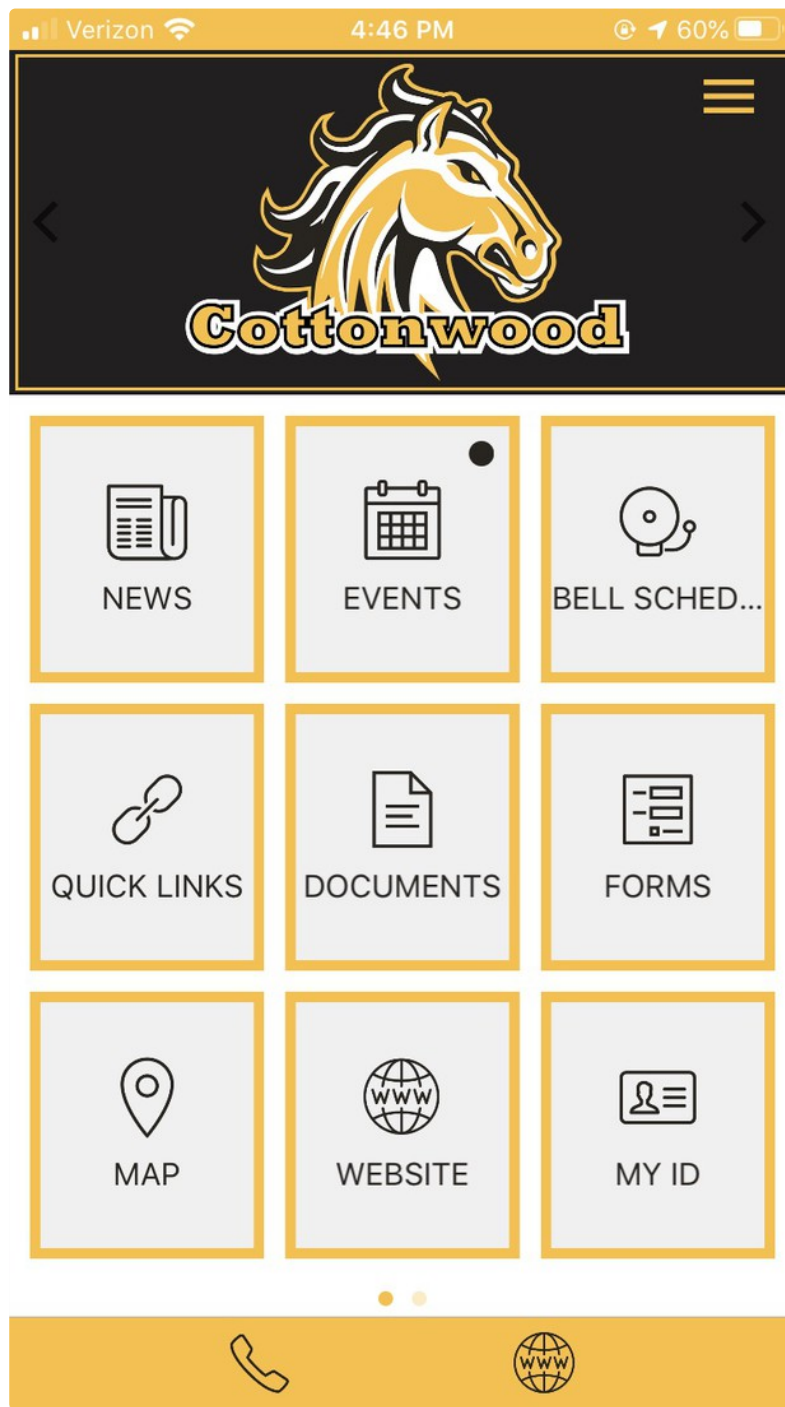 Verizon 4:46 PM 60%
Cottonwood
NEWS EVENTS BELL SCHED...
QUICK LINKS DOCUMENTS FORMS
WWW
MAP WEBSITE MY ID
WWW